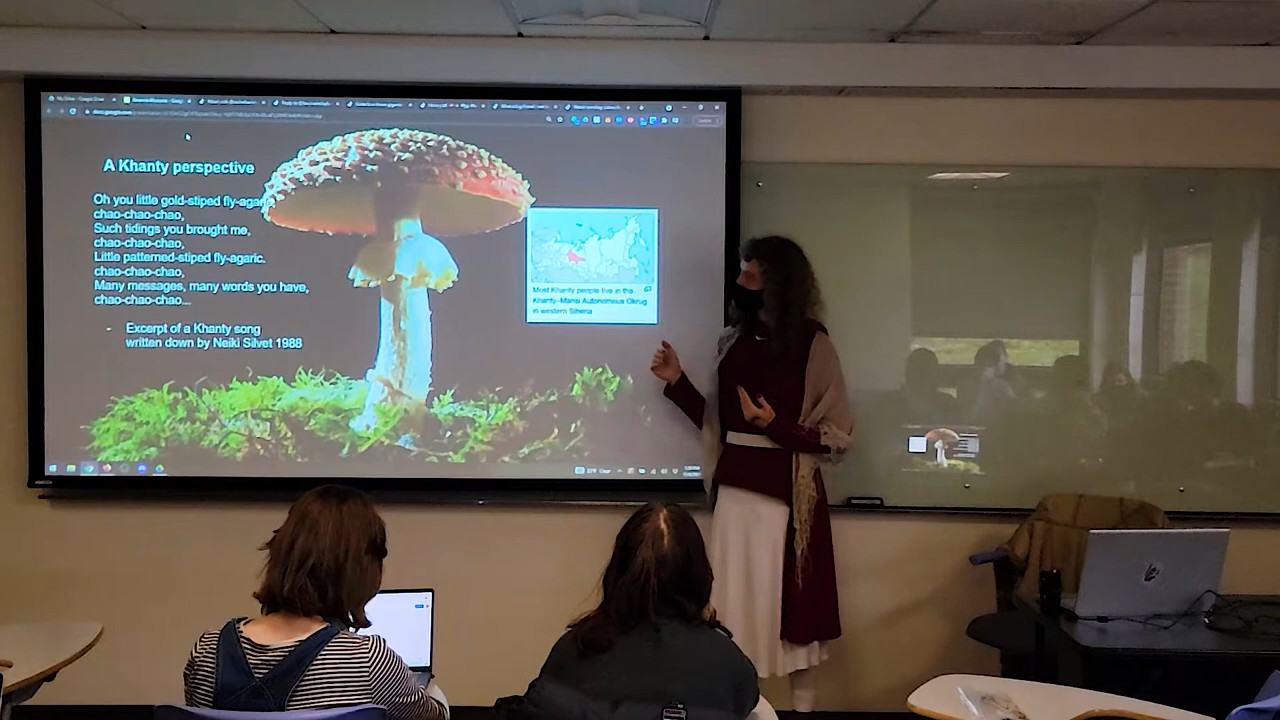 A Khanty perspective
Oh you little gold-stiped fly-agaric
chao-chao-chao,
Such tidings you brought me,
chao-chao-chao,
Little patterned-stiped fly-agaric.
chao-chao-chao,
Many messages, many words you have,
chao-chao-chao...
- Excerpt of a Khanty song
written down by Neiki Silvet 1988
Most Khanty people live in the
Khanty–Mansi Autonomous Okrug
in western Siberia